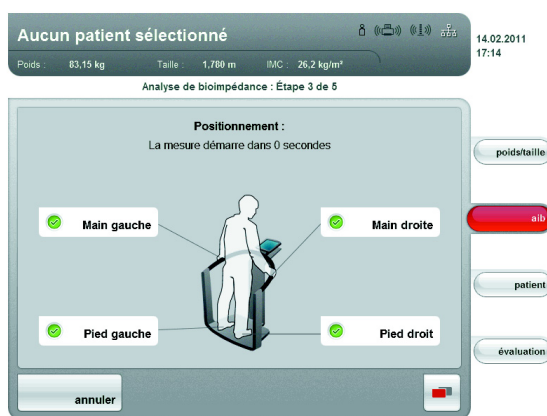 Aucun patient sélectionné
14.02.2011
17:14
Poids : 83,15 kg Taille : 1,780 m IMC : 26,2 kg/m²
Analyse de bioimpédance : Étape 3 de 5
Positionnement :
La mesure démarre dans 0 secondes
poids/taille
Main gauche
Main droite
aib
patient
Pied gauche
Pied droit
évaluation
annuler